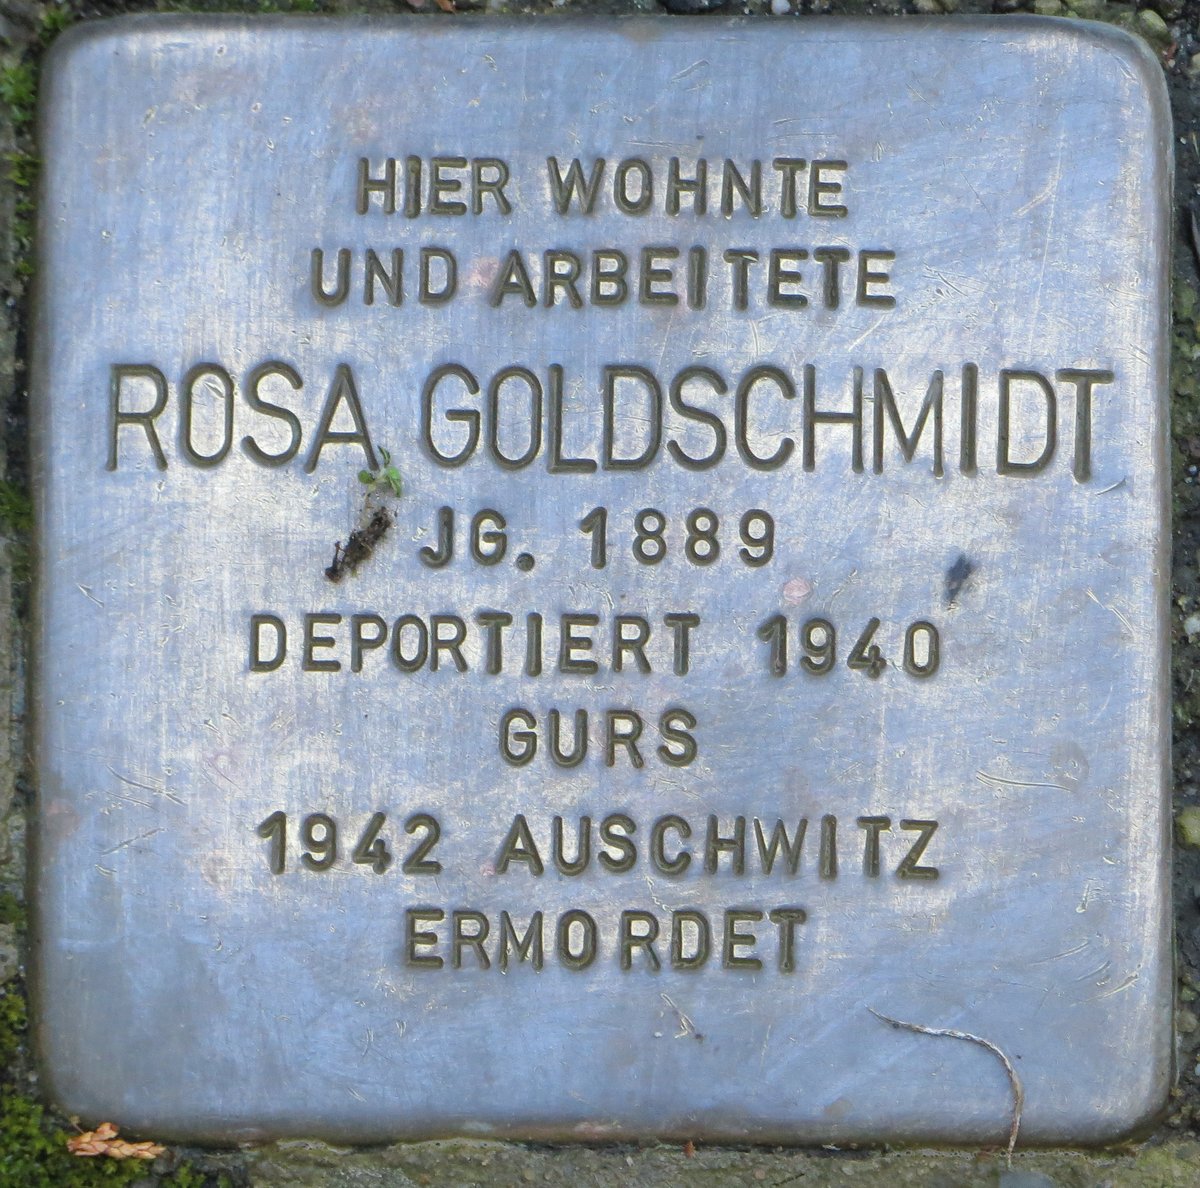 HIER WOHNTE
UND ARBEITETE
ROSA GOLDSCHMIDT
JG. 1889
DEPORTIERT 1940
GURS
1942 AUSCHWITZ
ERMORDET